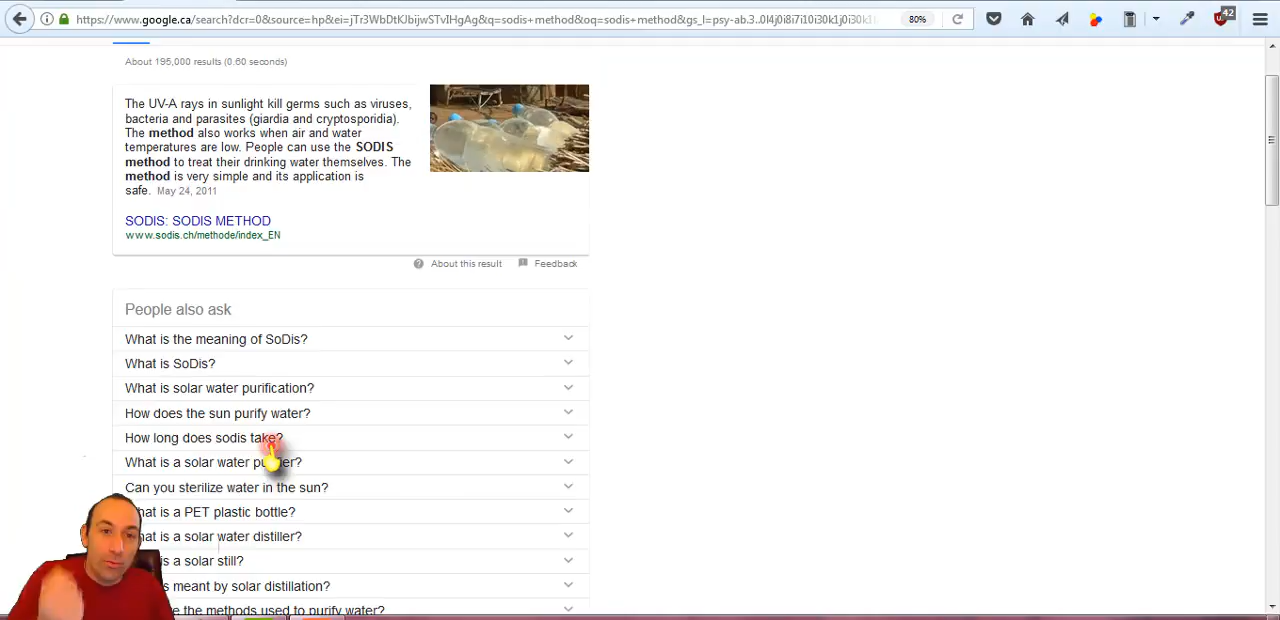 https://www.google.ca/search?dcr=0&source=hp&ei=jTr3WbDtKJbijwSTvIHgAg&q=sodis+method&oq=sodis+method&gs_l=psy-ab.3..0l4j0i8i7i10i30k1j0i30k1l
80%
42
About 195,000 results (0.60 seconds)
The UV-A rays in sunlight kill germs such as viruses,
bacteria and parasites (giardia and cryptosporidia).
The method also works when air and water
temperatures are low. People can use the SODIS
method to treat their drinking water themselves. The
method is very simple and its application is
safe. May 24, 2011
SODIS: SODIS METHOD
www.sodis.ch/methode/index_EN
About this result Feedback
People also ask
What is the meaning of SoDis?
What is SoDis?
What is solar water purification?
How does the sun purify water?
How long does sodis take?
What is a solar water purifier?
Can you sterilize water in the sun?
hat is a PET plastic bottle?
hat is a solar water distiller?
is a solar still?
s meant by solar distillation?
e the methods used to purify water?